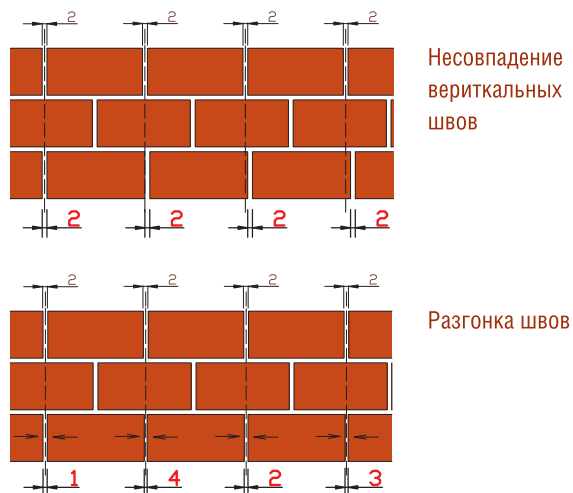 2 2 2 2
Несовпадение
вериткальных
швов
2 2 2 2
2 2 2 2
Разгонка швов
1 4 2 3